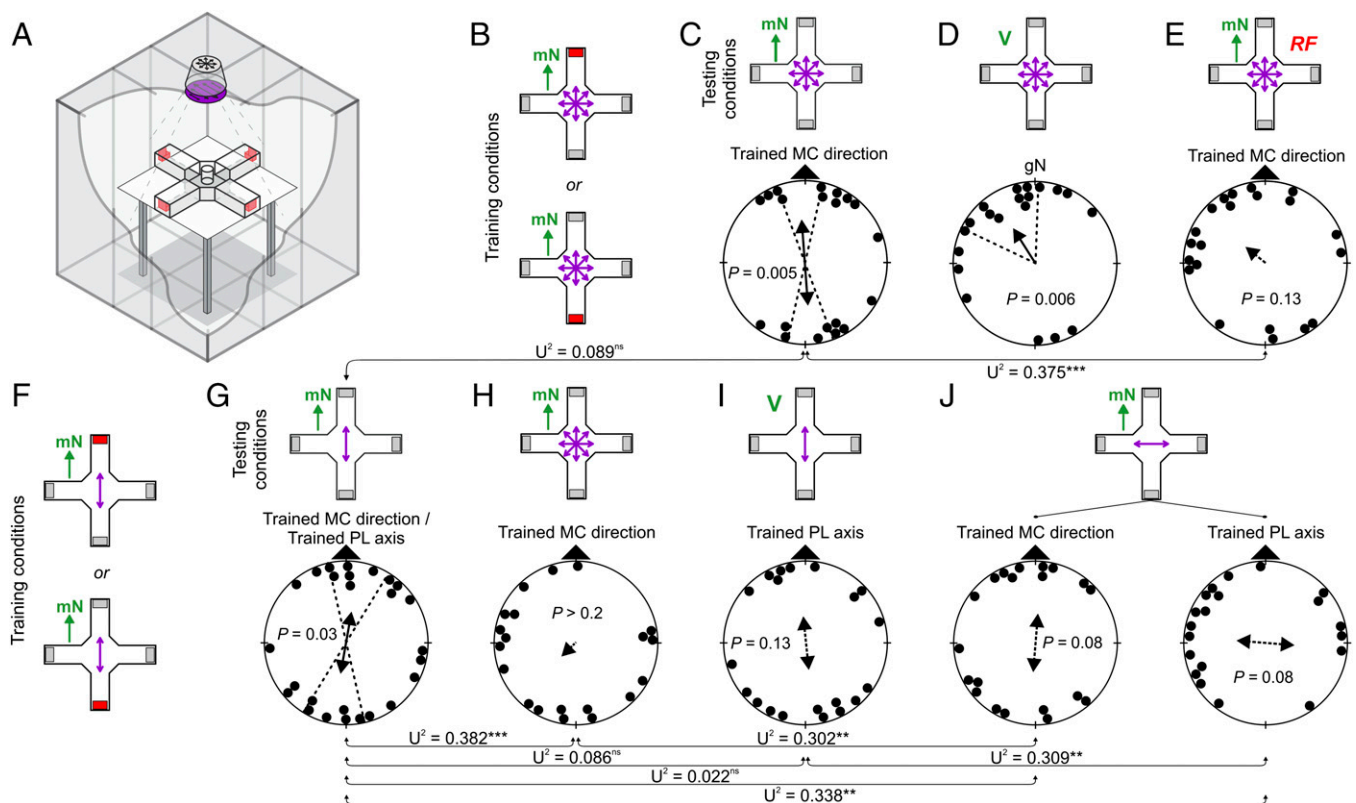 A
B
mN
or
mN
Training conditions
C
Testing
conditions
mN
Trained MC direction
P = 0.005
D
V
gN
P = 0.006
E
mN
RF
Trained MC direction
P = 0.13
U² = 0.089ns
U² = 0.375***
F
mN
or
mN
Training conditions
G
Testing
conditions
mN
Trained MC direction /
Trained PL axis
P = 0.03
H
mN
Trained MC direction
P > 0.2
I
V
Trained PL axis
P = 0.13
J
mN
Trained MC direction
P = 0.08
Trained PL axis
P = 0.08
U² = 0.382***
U² = 0.302**
U² = 0.086ns
U² = 0.309**
U² = 0.022ns
U² = 0.338**